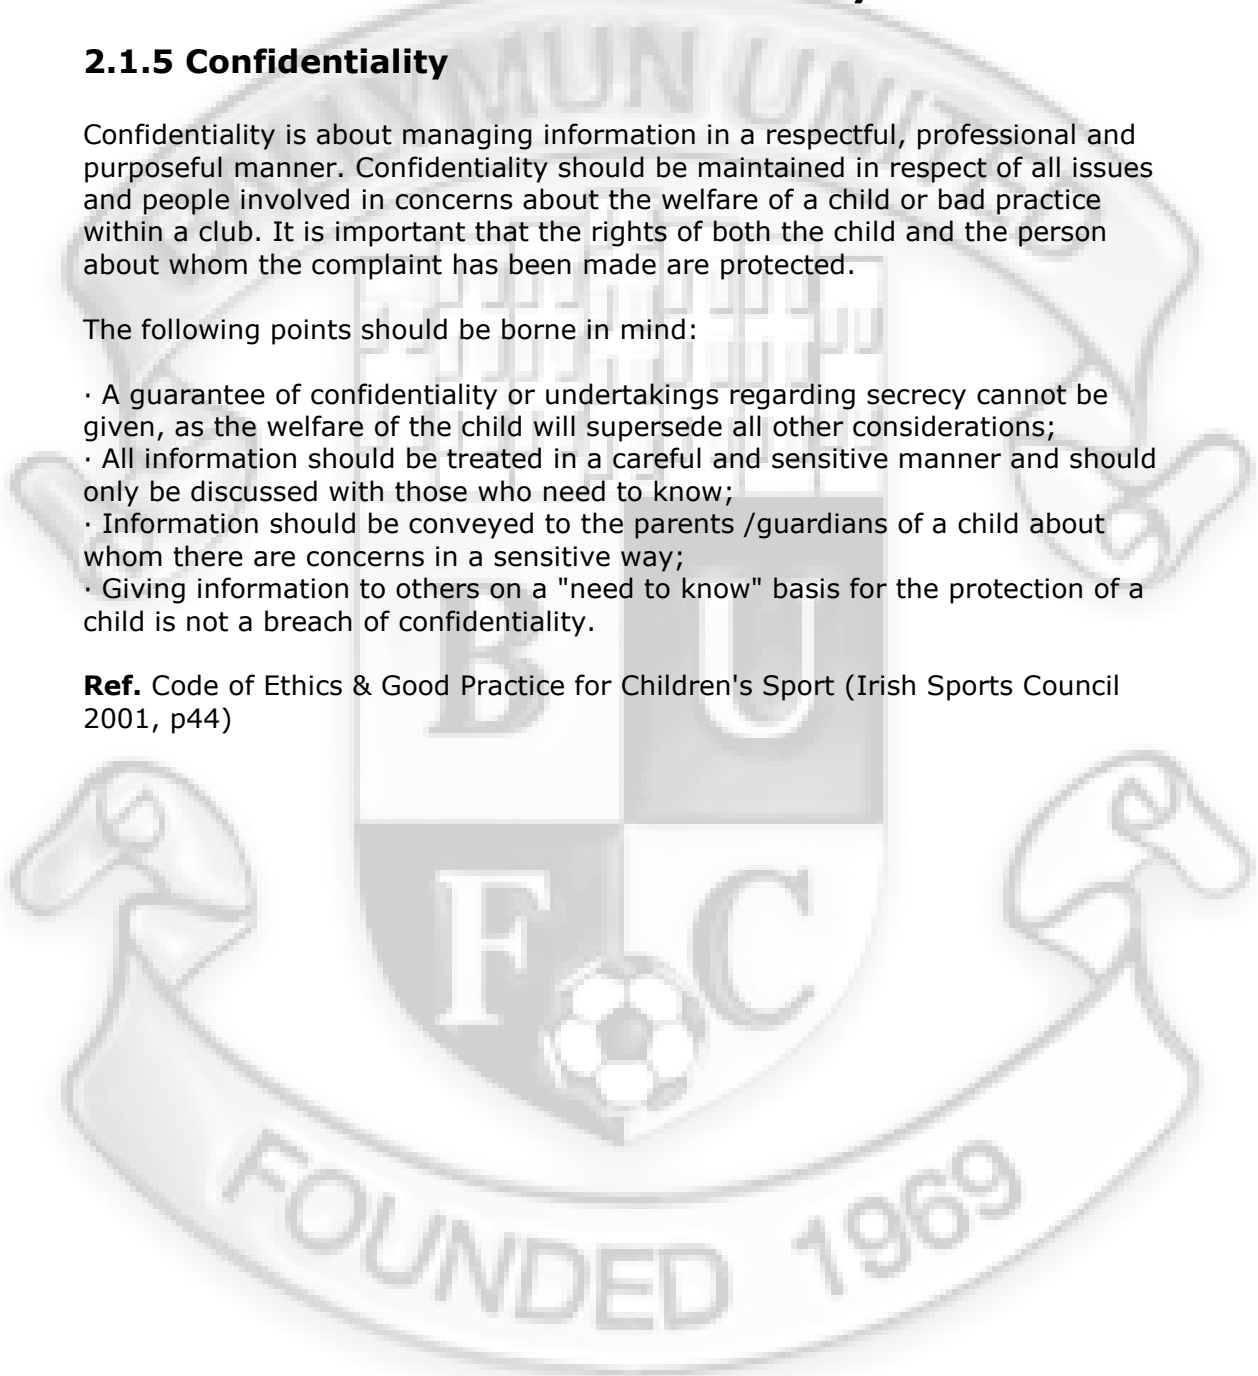 2.1.5 Confidentiality
Confidentiality is about managing information in a respectful, professional and
purposeful manner. Confidentiality should be maintained in respect of all issues
and people involved in concerns about the welfare of a child or bad practice
within a club. It is important that the rights of both the child and the person
about whom the complaint has been made are protected.
The following points should be borne in mind:
· A guarantee of confidentiality or undertakings regarding secrecy cannot be
given, as the welfare of the child will supersede all other considerations;
· All information should be treated in a careful and sensitive manner and should
only be discussed with those who need to know;
· Information should be conveyed to the parents /guardians of a child about
whom there are concerns in a sensitive way;
· Giving information to others on a "need to know" basis for the protection of a
child is not a breach of confidentiality.
Ref. Code of Ethics & Good Practice for Children's Sport (Irish Sports Council
2001, p44)
BALLYMUN UNITED
B U
F C
FOUNDED 1969